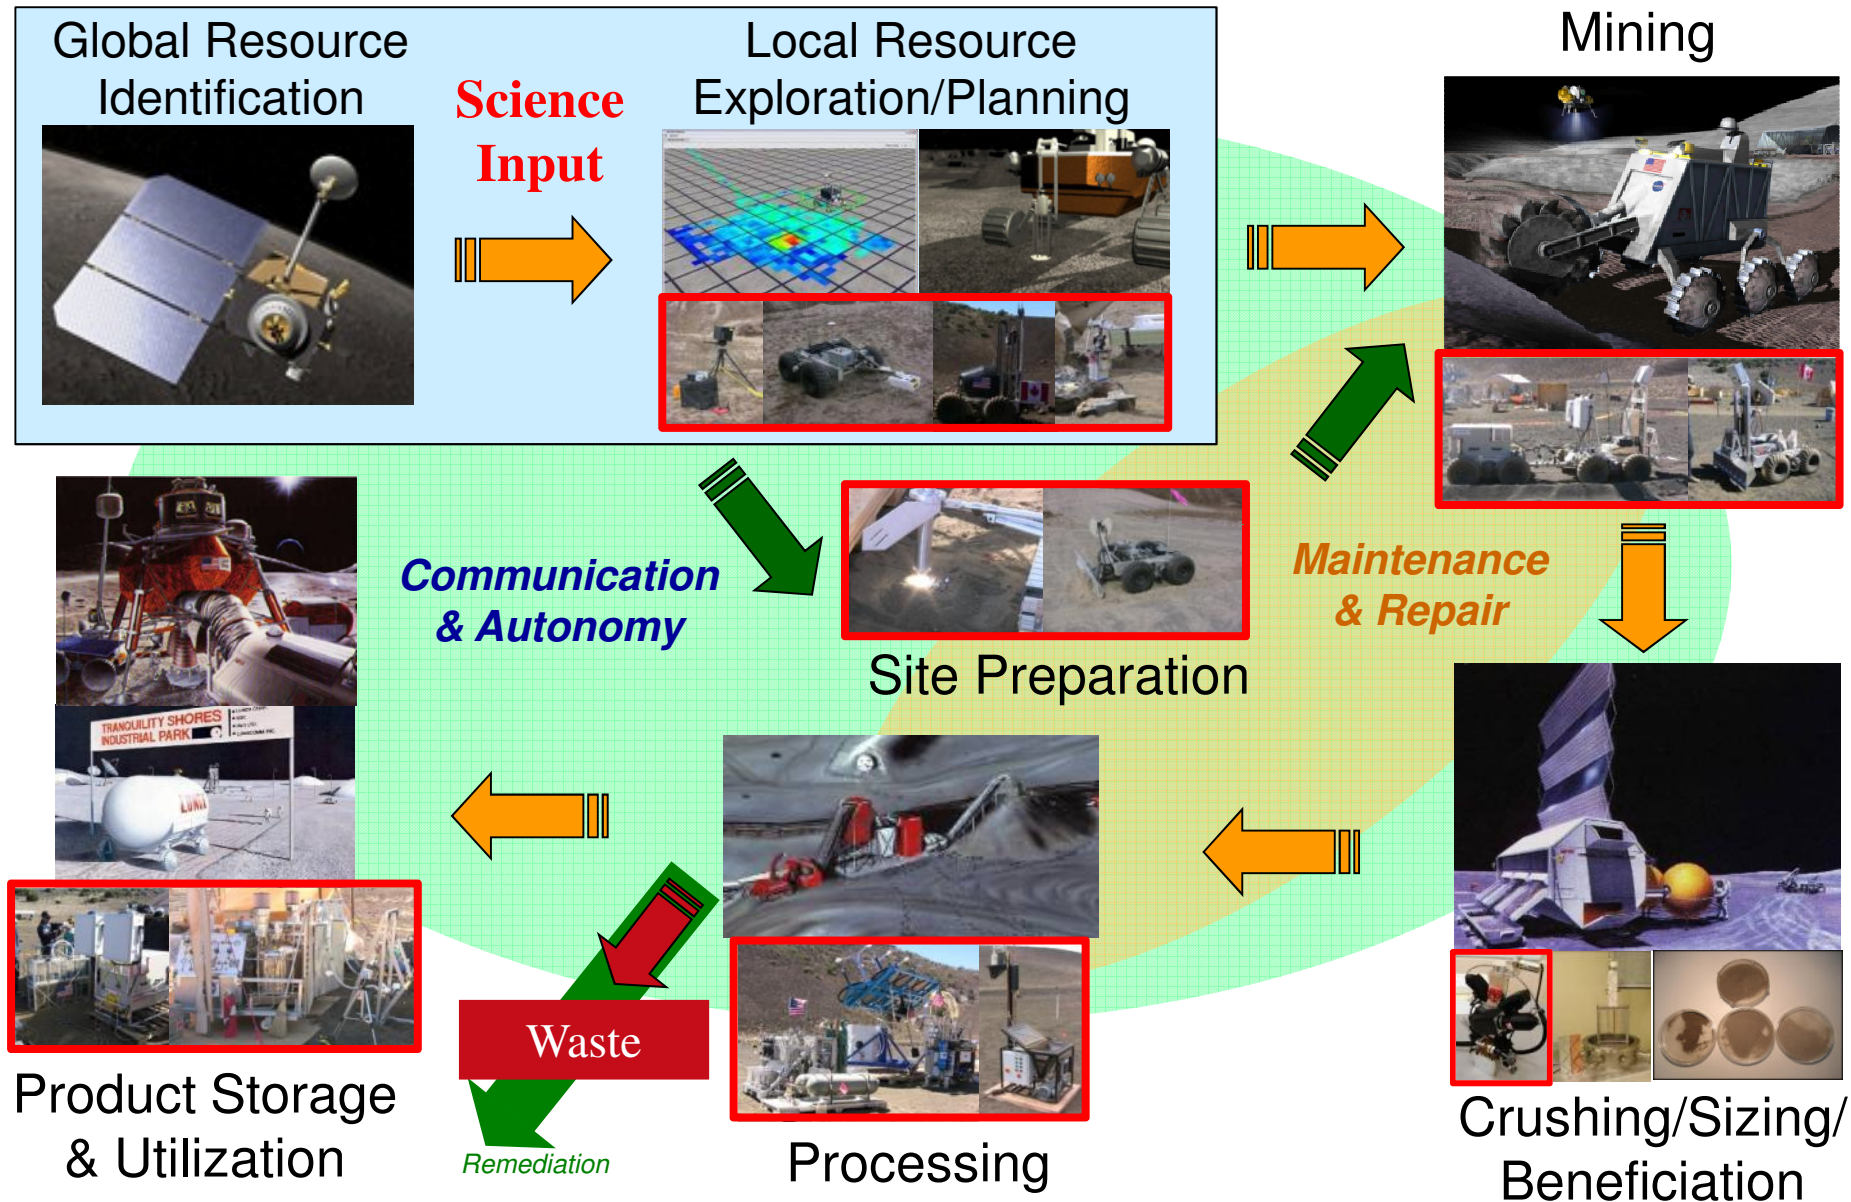 Global Resource
Identification
Science
Input
Local Resource
Exploration/Planning
Mining
Communication
& Autonomy
Maintenance
& Repair
Site Preparation
TRANQUILITY SHORES
INDUSTRIAL PARK
LUNOX
Waste
Remediation
Product Storage
& Utilization
Processing
Crushing/Sizing/
Beneficiation